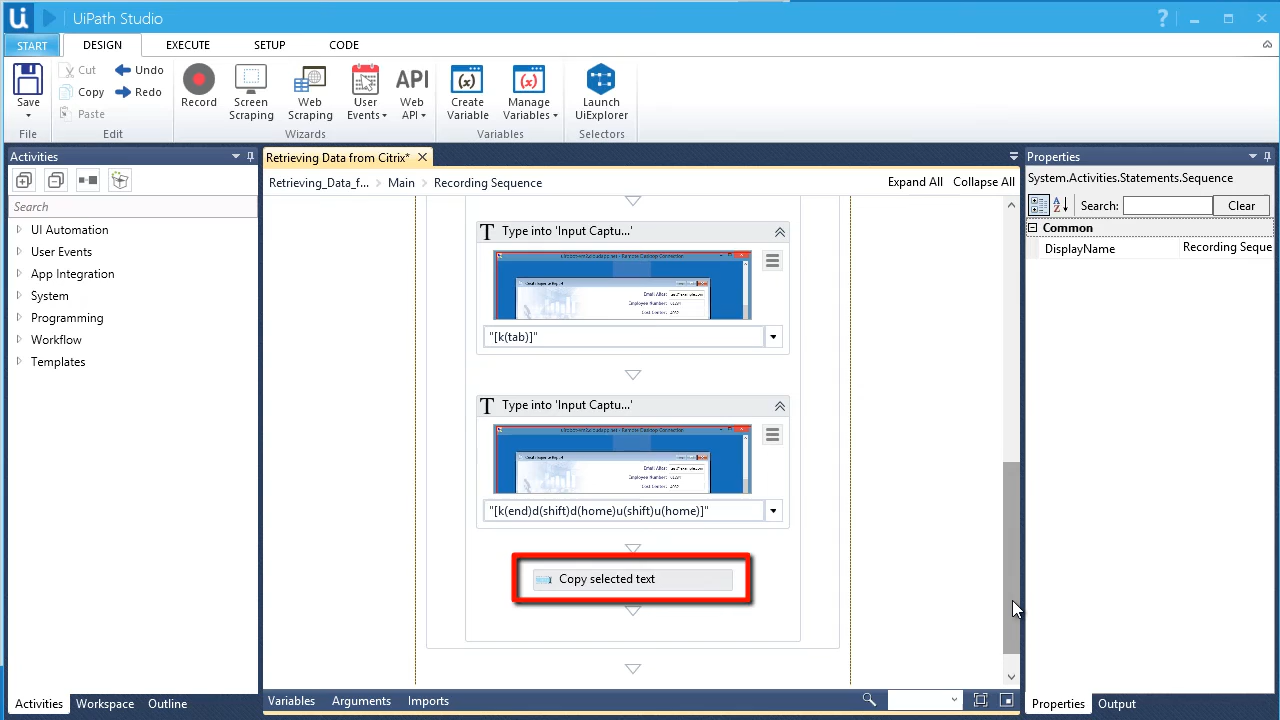 Ui UiPath Studio
START DESIGN EXECUTE SETUP CODE
Save
File
Cut
Copy
Paste
Undo
Redo
Edit
Record
Screen Scraping
Web Scraping
User Events
API
Web API
Wizards
Create Variable
Manage Variables
Variables
Launch UiExplorer
Selectors
Activities
Search
UI Automation
User Events
App Integration
System
Programming
Workflow
Templates
Activities Workspace Outline
Retrieving Data from Citrix*
Retrieving_Data_f... Main Recording Sequence
Expand All Collapse All
T Type into 'Input Captu...'
"[k(tab)]"
T Type into 'Input Captu...'
"[k(end)d(shift)d(home)u(shift)u(home)]"
Copy selected text
Variables Arguments Imports
Properties
System.Activities.Statements.Sequence
Search: Clear
Common
DisplayName Recording Seque
Properties Output